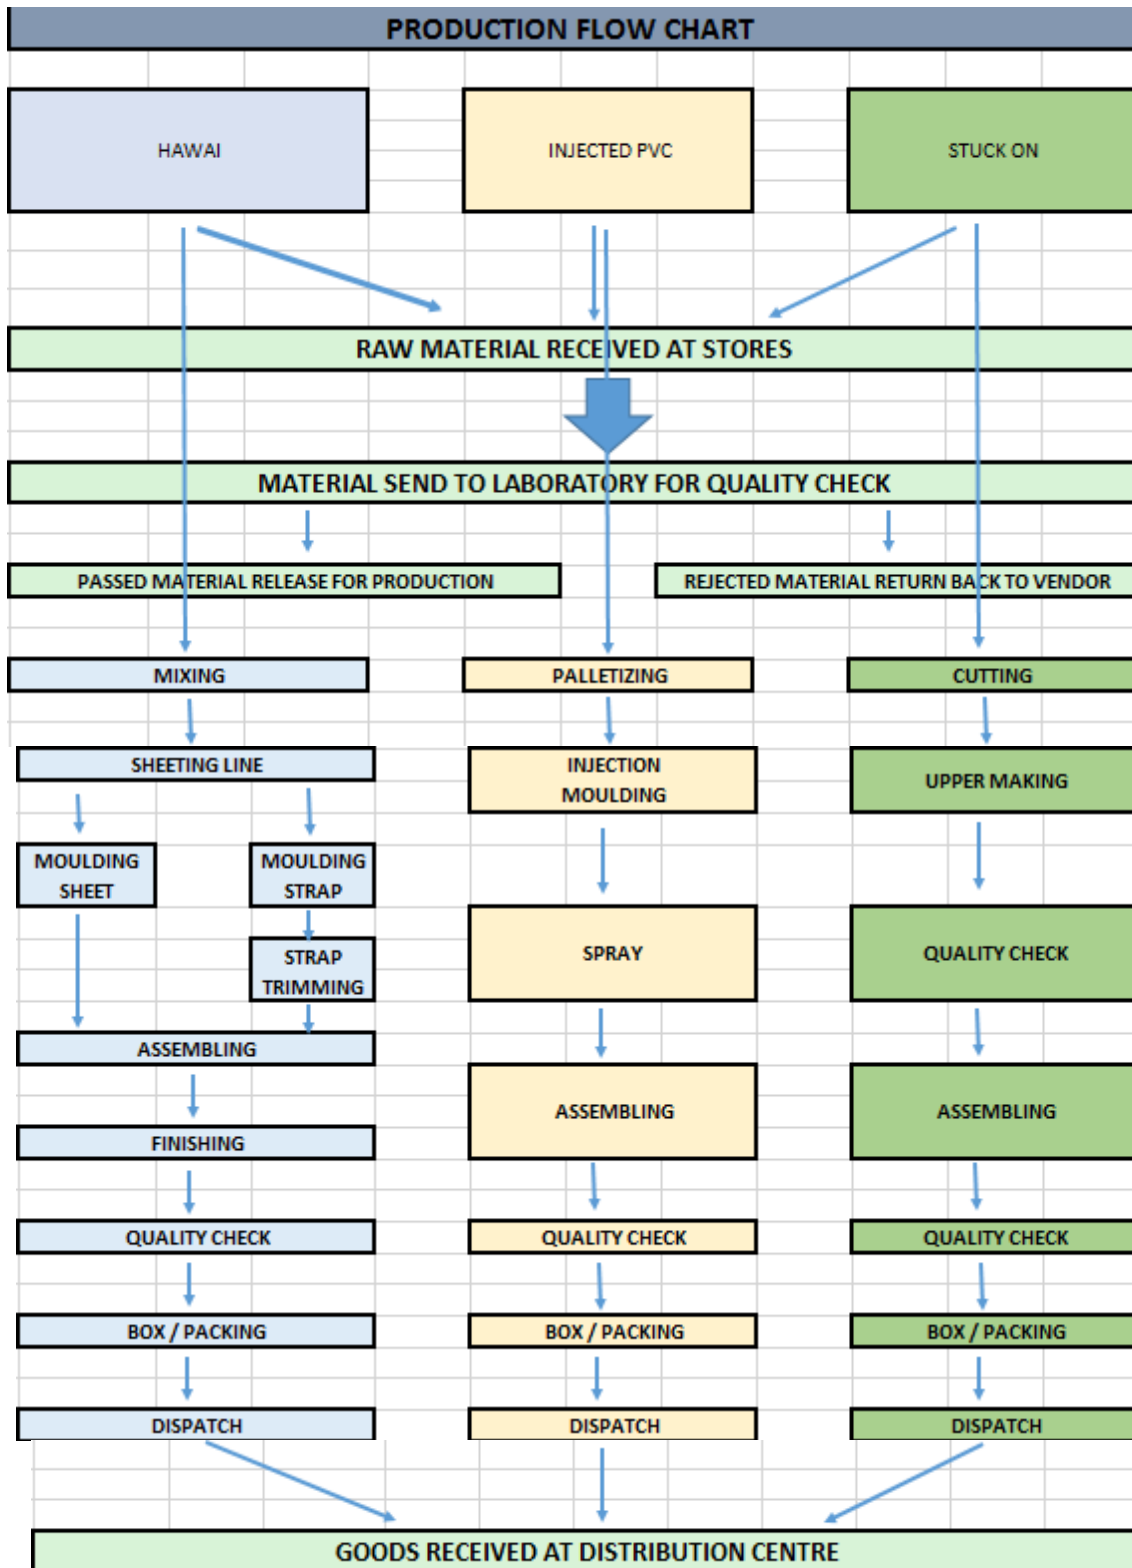 PRODUCTION FLOW CHART
HAWAI
INJECTED PVC
STUCK ON
RAW MATERIAL RECEIVED AT STORES
MATERIAL SEND TO LABORATORY FOR QUALITY CHECK
PASSED MATERIAL RELEASE FOR PRODUCTION
REJECTED MATERIAL RETURN BACK TO VENDOR
MIXING
PALLETIZING
CUTTING
SHEETING LINE
INJECTION
MOULDING
UPPER MAKING
MOULDING
SHEET
MOULDING
STRAP
SPRAY
QUALITY CHECK
STRAP
TRIMMING
ASSEMBLING
ASSEMBLING
ASSEMBLING
FINISHING
QUALITY CHECK
QUALITY CHECK
QUALITY CHECK
BOX / PACKING
BOX / PACKING
BOX / PACKING
DISPATCH
DISPATCH
DISPATCH
GOODS RECEIVED AT DISTRIBUTION CENTRE